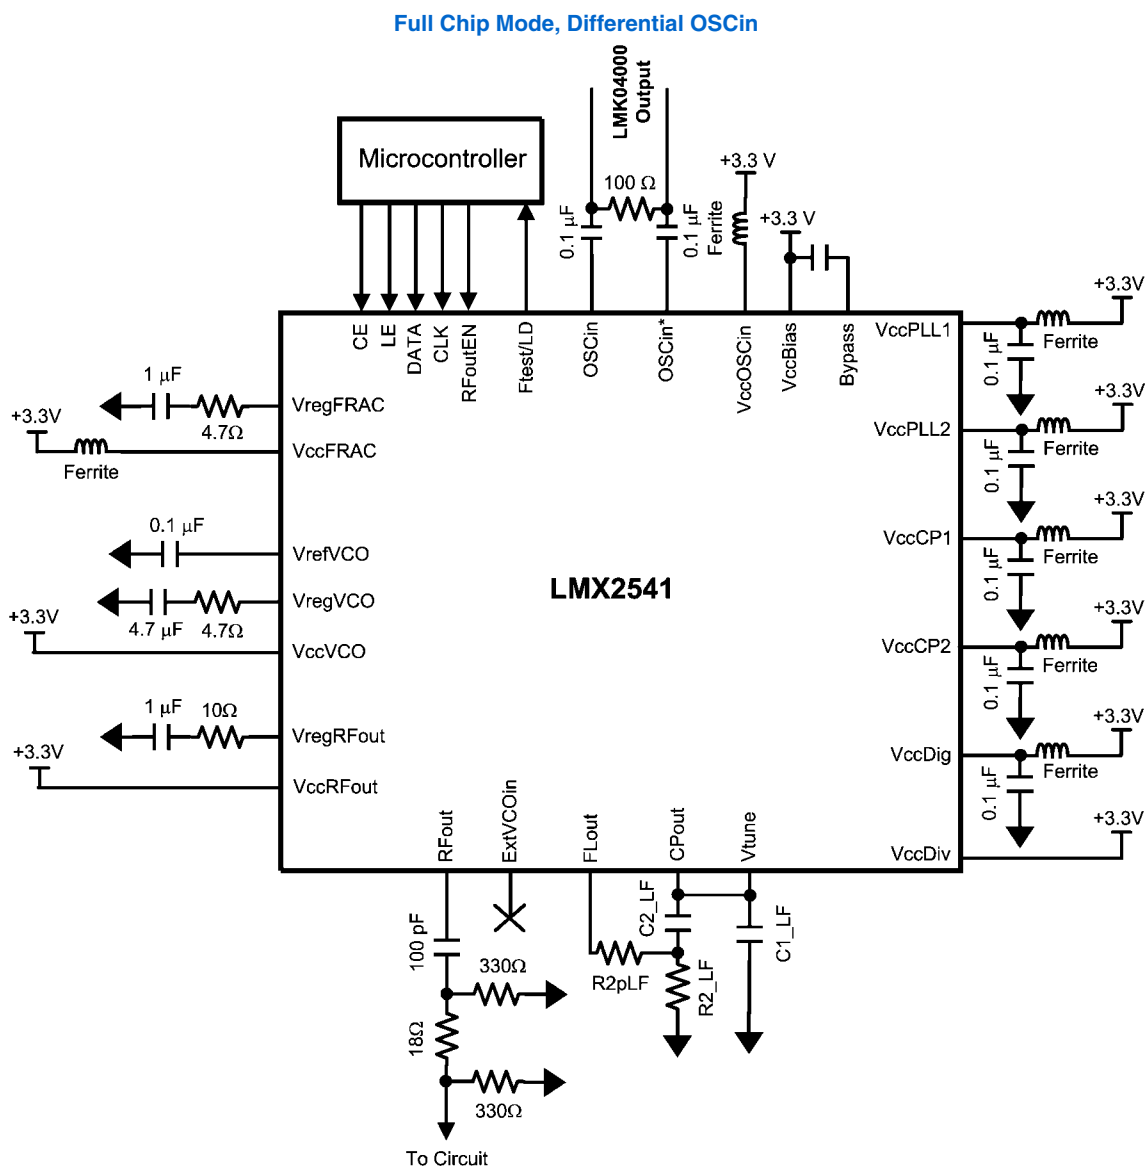 Full Chip Mode, Differential OSCin
LMK04000
Output
Microcontroller
100 Ω
0.1 µF
0.1 µF
Ferrite
+3.3 V
+3.3 V
CE
LE
DATA
CLK
RFoutEN
Ftest/LD
OSCin
OSCin*
VccOSCin
VccBias
Bypass
1 µF
4.7Ω
VregFRAC
+3.3V
Ferrite
VccFRAC
0.1 µF
VrefVCO
4.7 µF
4.7Ω
VregVCO
+3.3V
VccVCO
1 µF
10Ω
VregRFout
+3.3V
VccRFout
LMX2541
VccPLL1
+3.3V
Ferrite
0.1 µF
VccPLL2
+3.3V
Ferrite
0.1 µF
VccCP1
+3.3V
Ferrite
0.1 µF
VccCP2
+3.3V
Ferrite
0.1 µF
VccDig
+3.3V
Ferrite
0.1 µF
VccDiv
+3.3V
RFout
ExtVCOin
FLout
CPout
Vtune
100 pF
330Ω
18Ω
330Ω
To Circuit
C2_LF
R2pLF
R2_LF
C1_LF